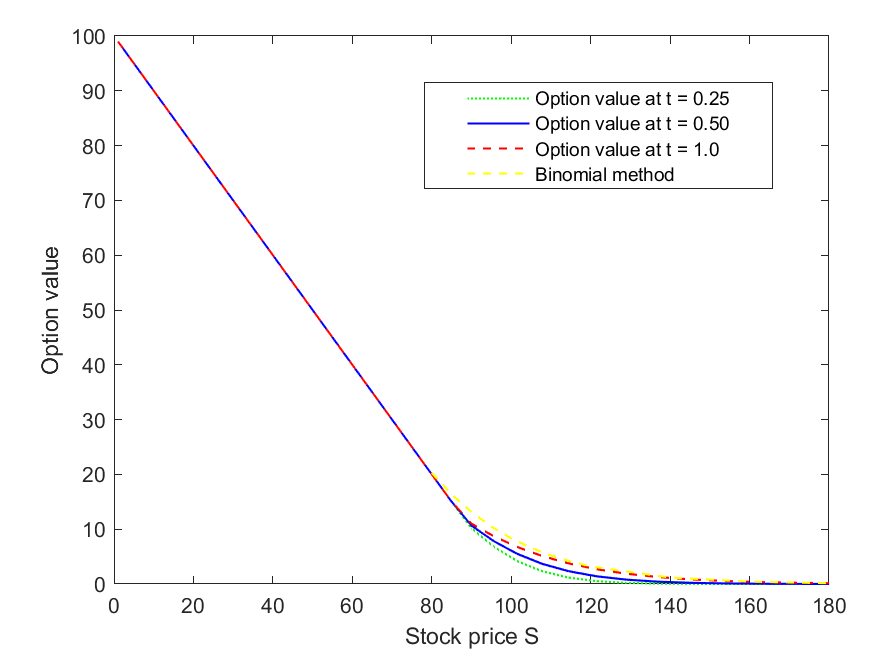 100
90
80
70
60
50
40
30
20
10
0
Option value
Option value at t = 0.25
Option value at t = 0.50
Option value at t = 1.0
Binomial method
0 20 40 60 80 100 120 140 160 180
Stock price S